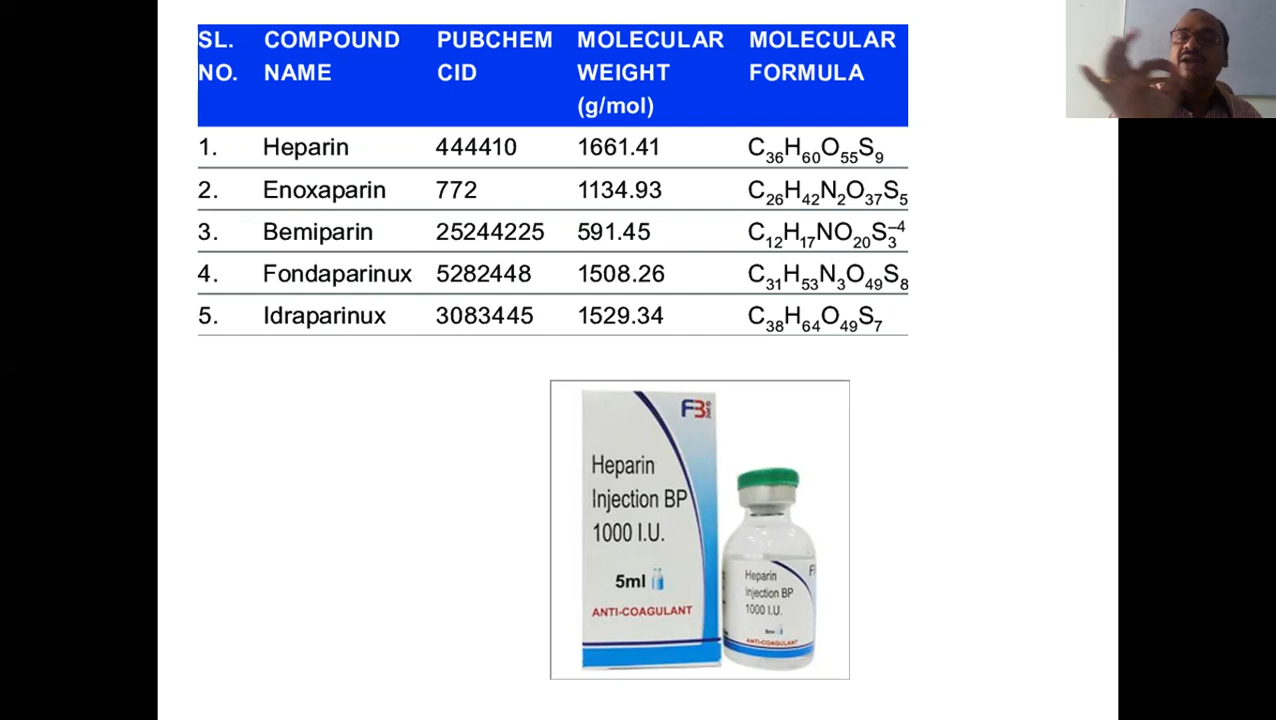 SL. COMPOUND PUBCHEM MOLECULAR MOLECULAR
NO. NAME CID WEIGHT FORMULA
(g/mol)
1. Heparin 444410 1661.41 C₃₆H₆₀O₅₅S₉
2. Enoxaparin 772 1134.93 C₂₆H₄₂N₂O₃₇S₅
3. Bemiparin 25244225 591.45 C₁₂H₁₇NO₂₀S₃⁻⁴
4. Fondaparinux 5282448 1508.26 C₃₁H₅₃N₃O₄₉S₈
5. Idraparinux 3083445 1529.34 C₃₈H₆₄O₄₉S₇
Heparin
Injection BP
1000 I.U.
5ml
ANTI-COAGULANT
Heparin
Injection BP
1000 I.U.
5ml
ANTI-COAGULANT